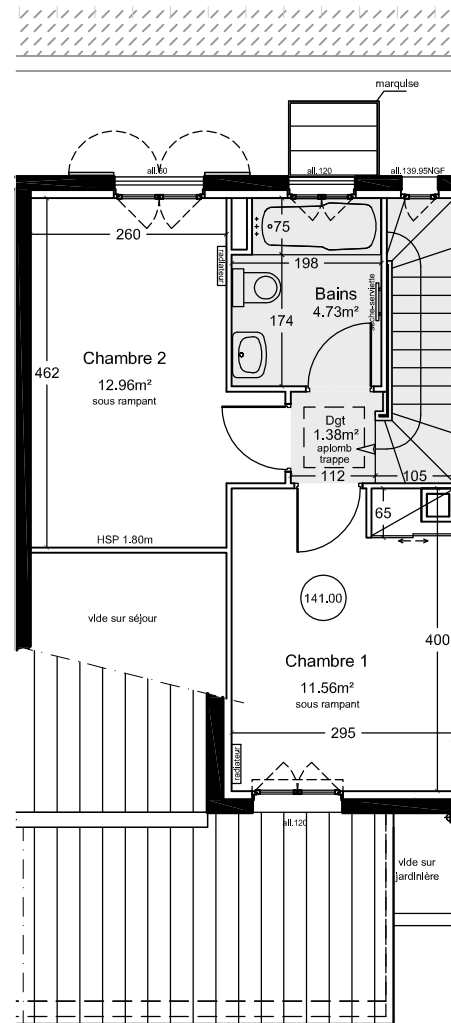 marquise
all.60
all.120
all.139.95NGF
260
75
radiateur
198
Bains
4.73m²
sèche-serviette
174
Chambre 2
462
12.96m²
sous rampant
Dgt
1.38m²
aplomb
trappe
112
105
65
HSP 1.80m
141.00
vide sur séjour
400
Chambre 1
11.56m²
sous rampant
295
radiateur
all.120
vide sur
jardinière